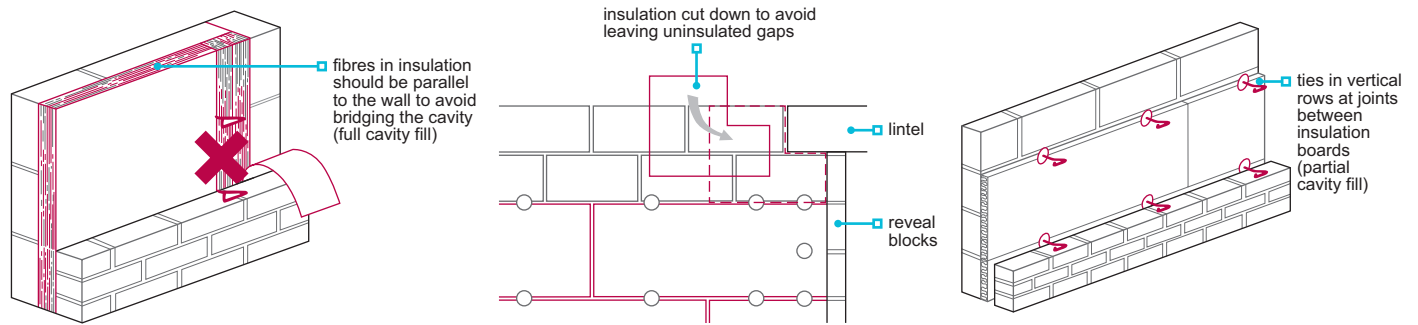 fibres in insulation
should be parallel
to the wall to avoid
bridging the cavity
(full cavity fill)
insulation cut down to avoid
leaving uninsulated gaps
lintel
reveal
blocks
ties in vertical
rows at joints
between
insulation
boards
(partial
cavity fill)